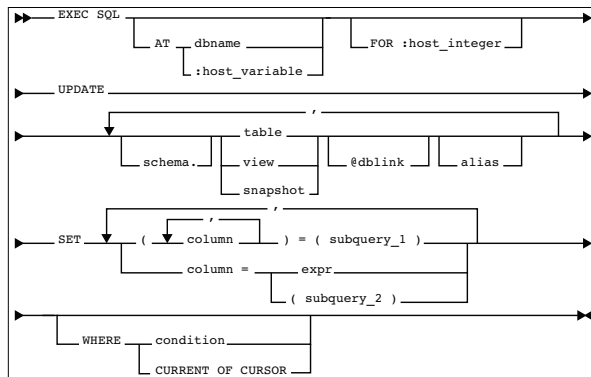 EXEC SQL
AT dbname FOR :host_integer
:host_variable
UPDATE
,
table
schema. view @dblink alias
snapshot
,
,
SET ( column ) = ( subquery_1 )
column = expr
( subquery_2 )
WHERE condition
CURRENT OF CURSOR